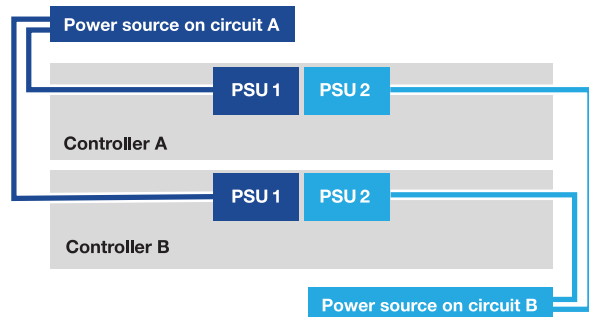 Power source on circuit A
PSU 1 PSU 2
Controller A
PSU 1 PSU 2
Controller B
Power source on circuit B